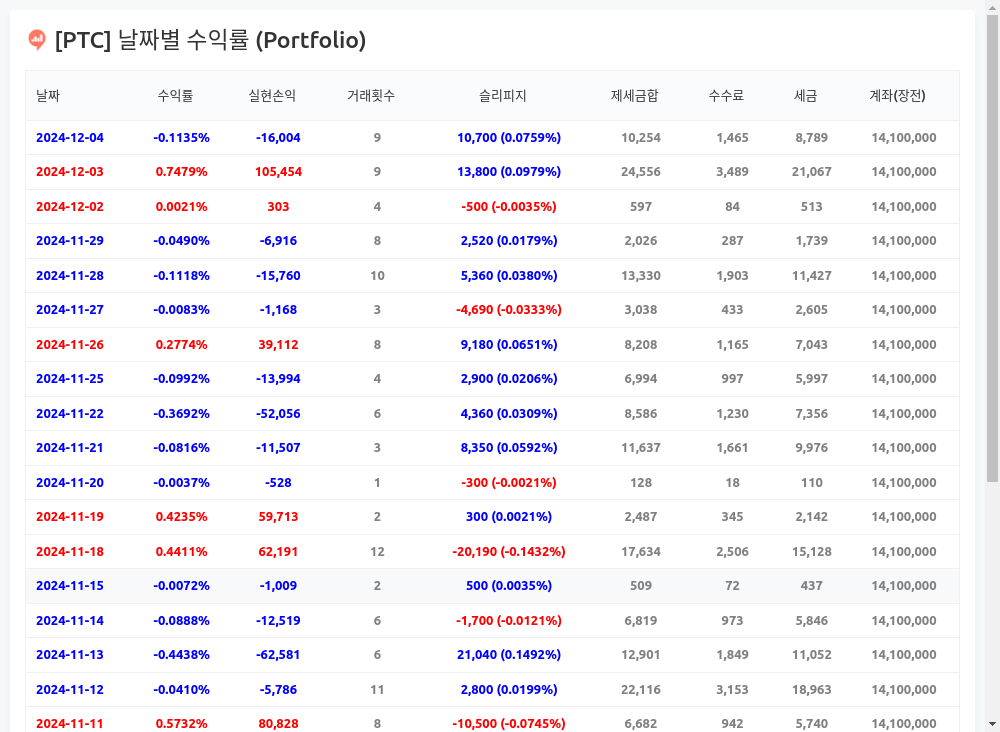 [PTC] 날짜별 수익률 (Portfolio)
날짜 수익률 실현손익 거래횟수 슬리피지 제세금합 수수료 세금 계좌(장전)
2024-12-04 -0.1135% -16,004 9 10,700 (0.0759%) 10,254 1,465 8,789 14,100,000
2024-12-03 0.7479% 105,454 9 13,800 (0.0979%) 24,556 3,489 21,067 14,100,000
2024-12-02 0.0021% 303 4 -500 (-0.0035%) 597 84 513 14,100,000
2024-11-29 -0.0490% -6,916 8 2,520 (0.0179%) 2,026 287 1,739 14,100,000
2024-11-28 -0.1118% -15,760 10 5,360 (0.0380%) 13,330 1,903 11,427 14,100,000
2024-11-27 -0.0083% -1,168 3 -4,690 (-0.0333%) 3,038 433 2,605 14,100,000
2024-11-26 0.2774% 39,112 8 9,180 (0.0651%) 8,208 1,165 7,043 14,100,000
2024-11-25 -0.0992% -13,994 4 2,900 (0.0206%) 6,994 997 5,997 14,100,000
2024-11-22 -0.3692% -52,056 6 4,360 (0.0309%) 8,586 1,230 7,356 14,100,000
2024-11-21 -0.0816% -11,507 3 8,350 (0.0592%) 11,637 1,661 9,976 14,100,000
2024-11-20 -0.0037% -528 1 -300 (-0.0021%) 128 18 110 14,100,000
2024-11-19 0.4235% 59,713 2 300 (0.0021%) 2,487 345 2,142 14,100,000
2024-11-18 0.4411% 62,191 12 -20,190 (-0.1432%) 17,634 2,506 15,128 14,100,000
2024-11-15 -0.0072% -1,009 2 500 (0.0035%) 509 72 437 14,100,000
2024-11-14 -0.0888% -12,519 6 -1,700 (-0.0121%) 6,819 973 5,846 14,100,000
2024-11-13 -0.4438% -62,581 6 21,040 (0.1492%) 12,901 1,849 11,052 14,100,000
2024-11-12 -0.0410% -5,786 11 2,800 (0.0199%) 22,116 3,153 18,963 14,100,000
2024-11-11 0.5732% 80,828 8 -10,500 (-0.0745%) 6,682 942 5,740 14,100,000